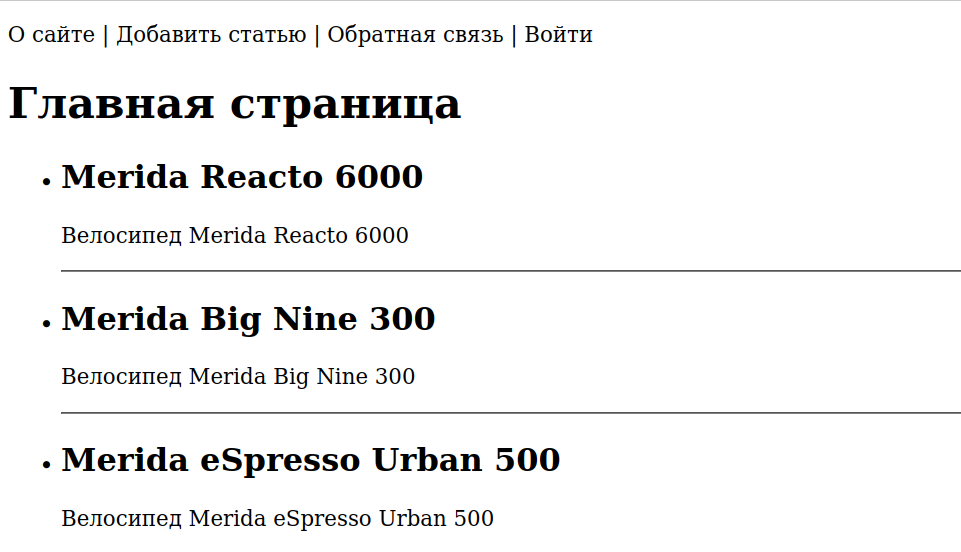 О сайте | Добавить статью | Обратная связь | Войти
Главная страница
• Merida Reacto 6000
Велосипед Merida Reacto 6000
• Merida Big Nine 300
Велосипед Merida Big Nine 300
• Merida eSpresso Urban 500
Велосипед Merida eSpresso Urban 500